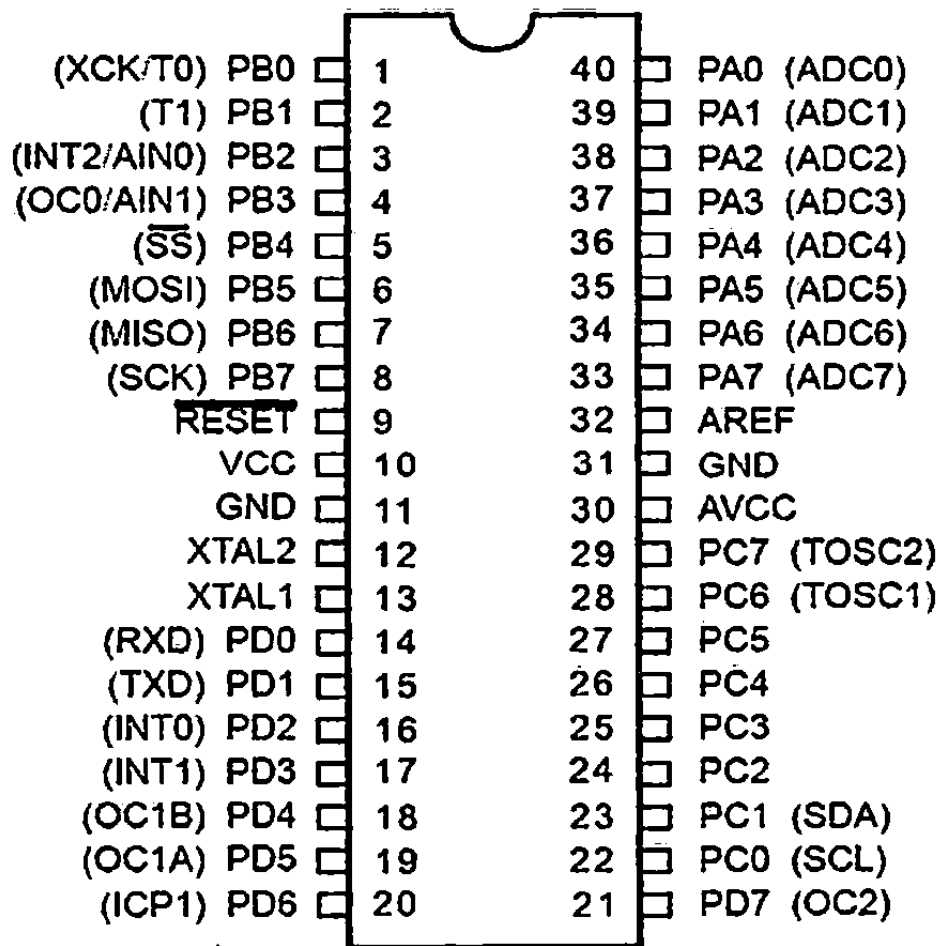 (XCK/T0) PB0 1 40 PA0 (ADC0)
(T1) PB1 2 39 PA1 (ADC1)
(INT2/AIN0) PB2 3 38 PA2 (ADC2)
(OC0/AIN1) PB3 4 37 PA3 (ADC3)
(SS) PB4 5 36 PA4 (ADC4)
(MOSI) PB5 6 35 PA5 (ADC5)
(MISO) PB6 7 34 PA6 (ADC6)
(SCK) PB7 8 33 PA7 (ADC7)
RESET 9 32 AREF
VCC 10 31 GND
GND 11 30 AVCC
XTAL2 12 29 PC7 (TOSC2)
XTAL1 13 28 PC6 (TOSC1)
(RXD) PD0 14 27 PC5
(TXD) PD1 15 26 PC4
(INT0) PD2 16 25 PC3
(INT1) PD3 17 24 PC2
(OC1B) PD4 18 23 PC1 (SDA)
(OC1A) PD5 19 22 PC0 (SCL)
(ICP1) PD6 20 21 PD7 (OC2)